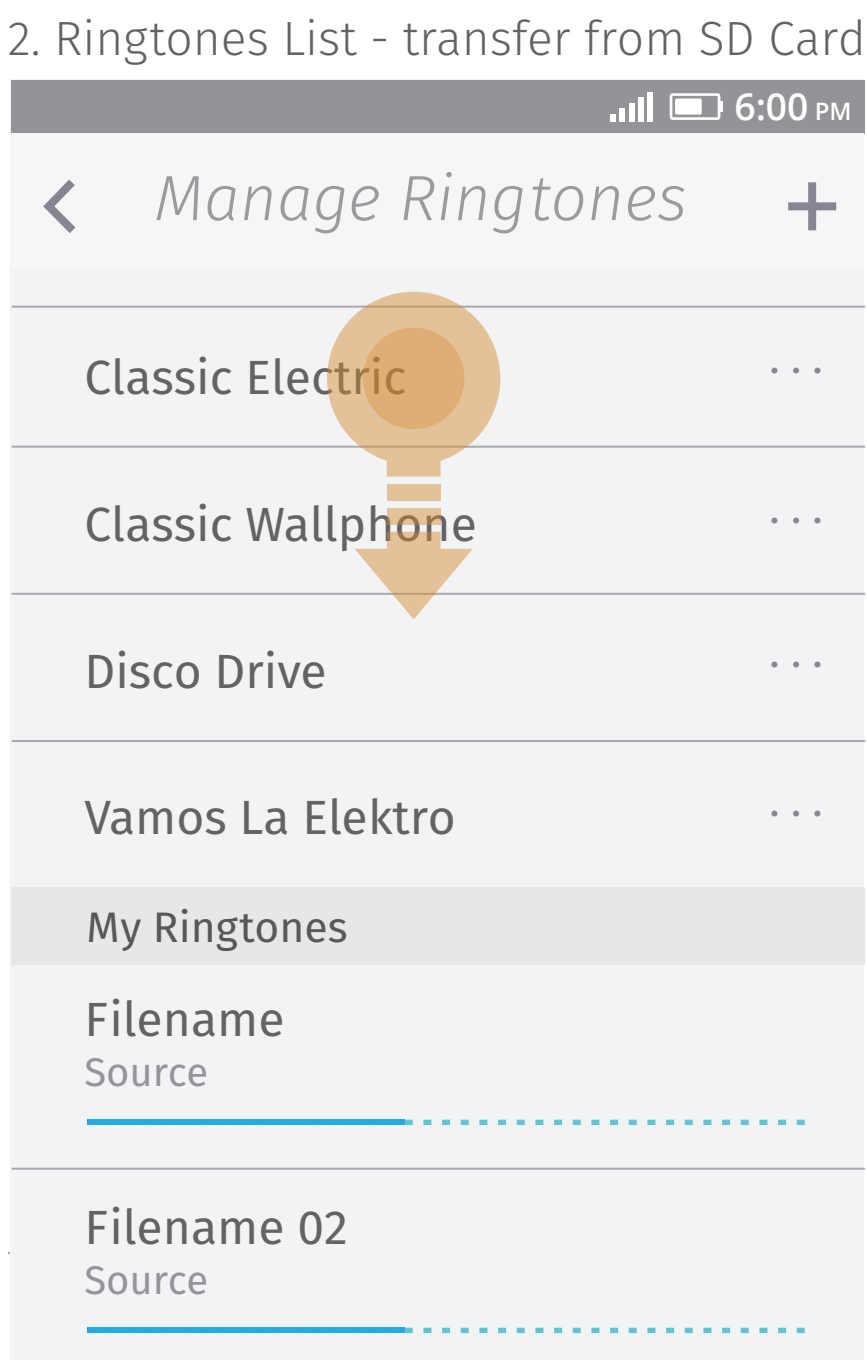 2. Ringtones List - transfer from SD Card
6:00 PM
Manage Ringtones
Classic Electric
Classic Wallphone
Disco Drive
Vamos La Elektro
My Ringtones
Filename
Source
Filename 02
Source